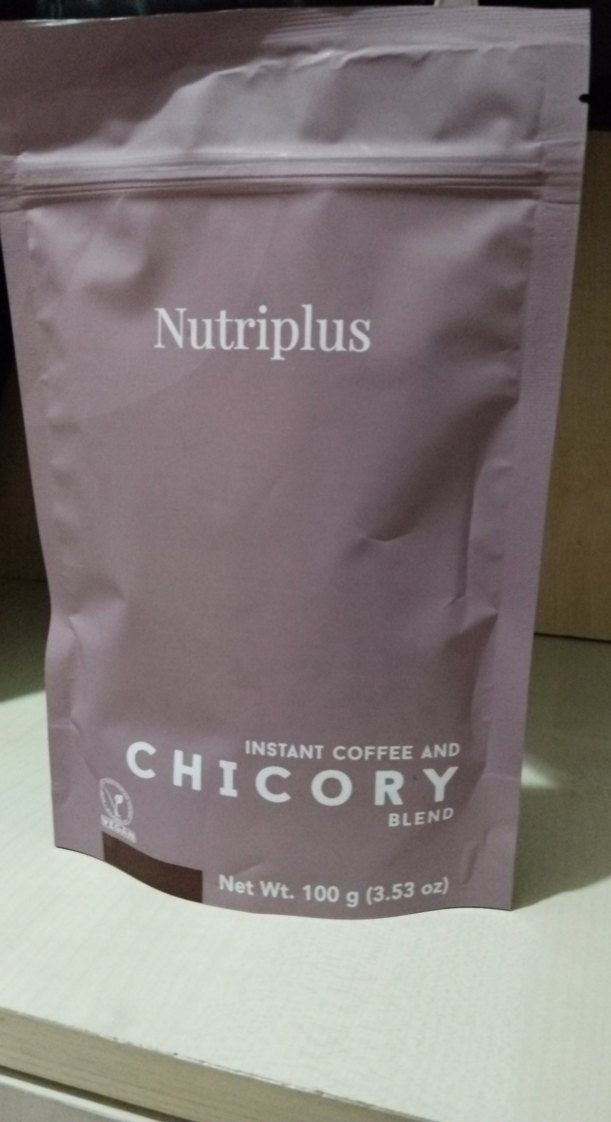 Nutriplus
INSTANT COFFEE AND
CHICORY
BLEND
VEGAN
Net Wt. 100 g (3.53 oz)